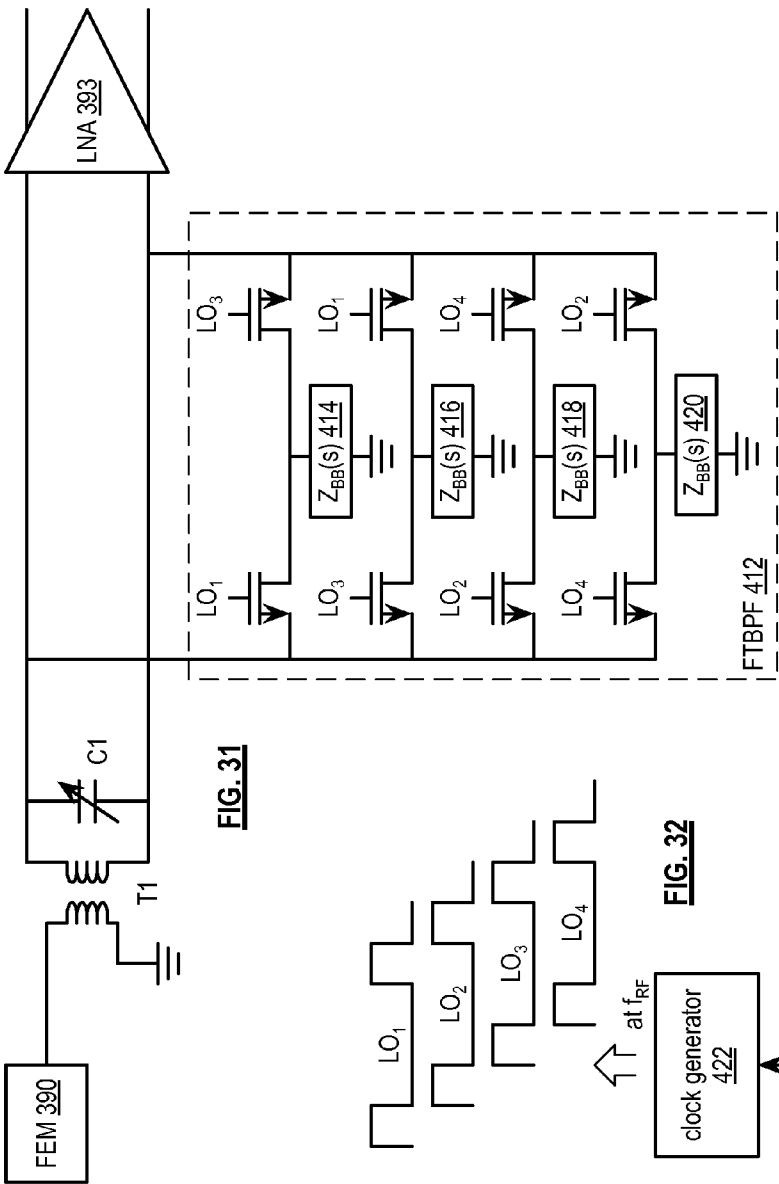 FEM 390
T1
C1
LNA 393
FIG. 31
LO1
LO3
ZBB(s) 414
LO3
LO1
ZBB(s) 416
LO2
LO4
ZBB(s) 418
LO4
LO2
ZBB(s) 420
FTBPF 412
LO1
LO2
LO3
LO4
at fRF
clock generator
422
FIG. 32